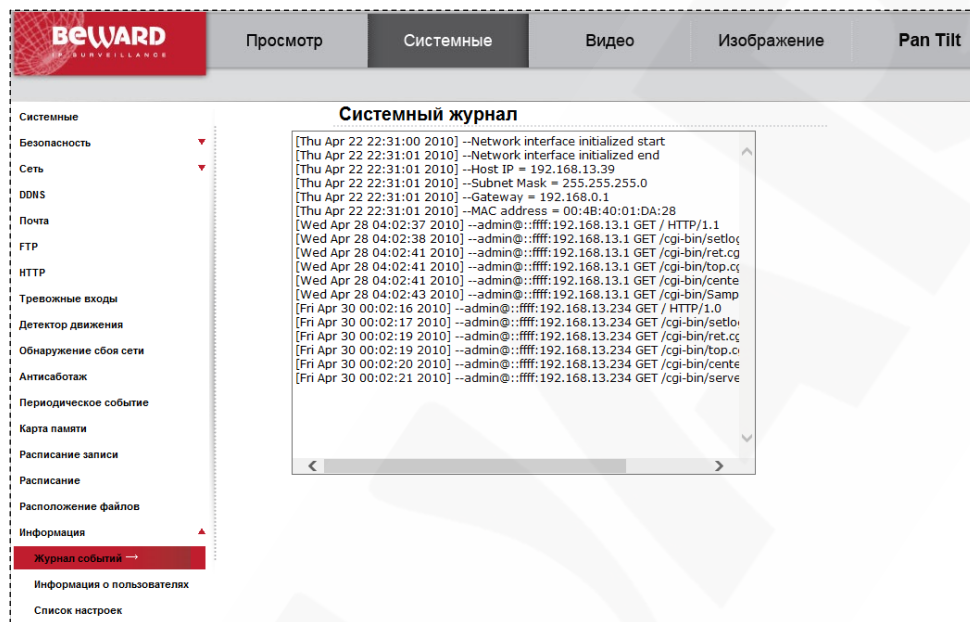 BEWARD
IP SURVEILLANCE
Просмотр
Системные
Видео
Изображение
Pan Tilt
Системные
Безопасность
Сеть
DDNS
Почта
FTP
HTTP
Тревожные входы
Детектор движения
Обнаружение сбоя сети
Антисаботаж
Периодическое событие
Карта памяти
Расписание записи
Расписание
Расположение файлов
Информация
Журнал событий →
Информация о пользователях
Список настроек
Системный журнал
[Thu Apr 22 22:31:00 2010] --Network interface initialized start
[Thu Apr 22 22:31:01 2010] --Network interface initialized end
[Thu Apr 22 22:31:01 2010] --Host IP = 192.168.13.39
[Thu Apr 22 22:31:01 2010] --Subnet Mask = 255.255.255.0
[Thu Apr 22 22:31:01 2010] --Gateway = 192.168.0.1
[Thu Apr 22 22:31:01 2010] --MAC address = 00:4B:40:01:DA:28
[Wed Apr 28 04:02:37 2010] --admin@::ffff:192.168.13.1 GET / HTTP/1.1
[Wed Apr 28 04:02:38 2010] --admin@::ffff:192.168.13.1 GET /cgi-bin/setlog
[Wed Apr 28 04:02:41 2010] --admin@::ffff:192.168.13.1 GET /cgi-bin/ret.cg
[Wed Apr 28 04:02:41 2010] --admin@::ffff:192.168.13.1 GET /cgi-bin/top.cg
[Wed Apr 28 04:02:41 2010] --admin@::ffff:192.168.13.1 GET /cgi-bin/cente
[Wed Apr 28 04:02:43 2010] --admin@::ffff:192.168.13.1 GET /cgi-bin/Samp
[Fri Apr 30 00:02:16 2010] --admin@::ffff:192.168.13.234 GET / HTTP/1.0
[Fri Apr 30 00:02:17 2010] --admin@::ffff:192.168.13.234 GET /cgi-bin/setlo
[Fri Apr 30 00:02:19 2010] --admin@::ffff:192.168.13.234 GET /cgi-bin/ret.cg
[Fri Apr 30 00:02:19 2010] --admin@::ffff:192.168.13.234 GET /cgi-bin/top.c
[Fri Apr 30 00:02:20 2010] --admin@::ffff:192.168.13.234 GET /cgi-bin/cente
[Fri Apr 30 00:02:21 2010] --admin@::ffff:192.168.13.234 GET /cgi-bin/serve